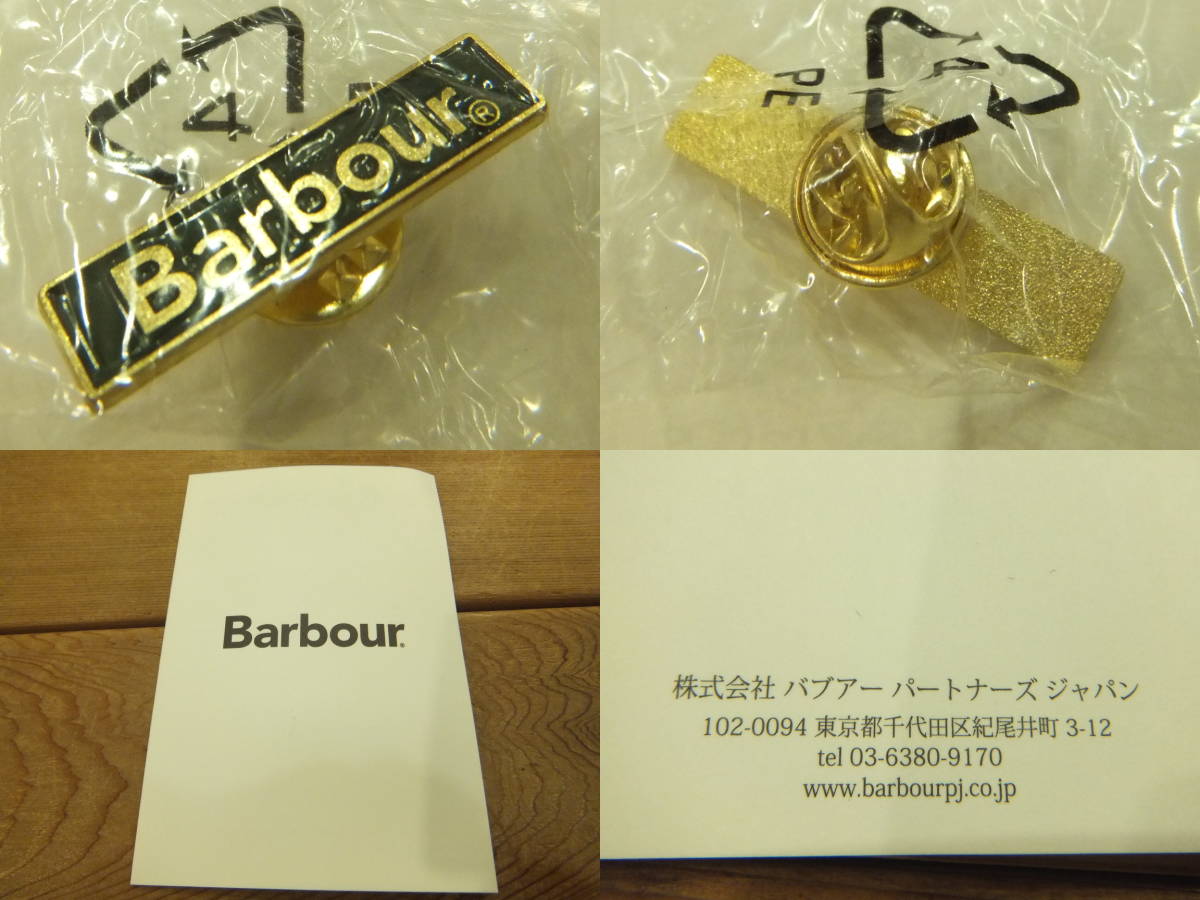 4
Barbour®
4
PE
Barbour.
株式会社 バブアー パートナーズ ジャパン
102-0094 東京都千代田区紀尾井町 3-12
tel 03-6380-9170
www.barbourpj.co.jp